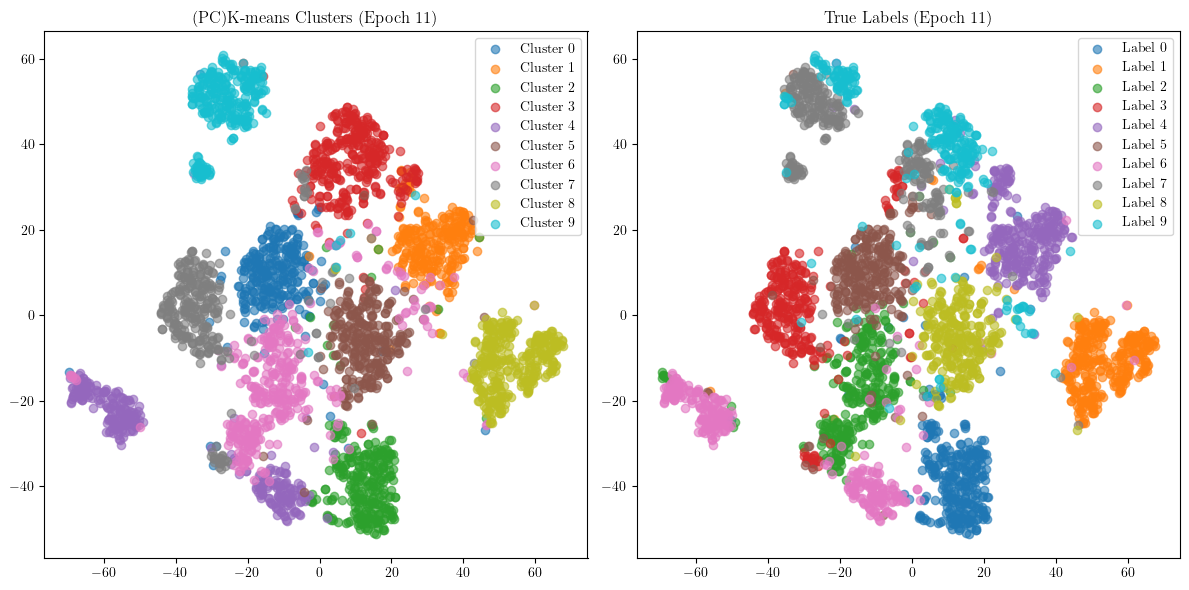 (PC)K-means Clusters (Epoch 11)
60
40
20
0
−20
−40
−60
−40
−20
0
20
40
60
Cluster 0
Cluster 1
Cluster 2
Cluster 3
Cluster 4
Cluster 5
Cluster 6
Cluster 7
Cluster 8
Cluster 9
True Labels (Epoch 11)
60
40
20
0
−20
−40
−60
−40
−20
0
20
40
60
Label 0
Label 1
Label 2
Label 3
Label 4
Label 5
Label 6
Label 7
Label 8
Label 9